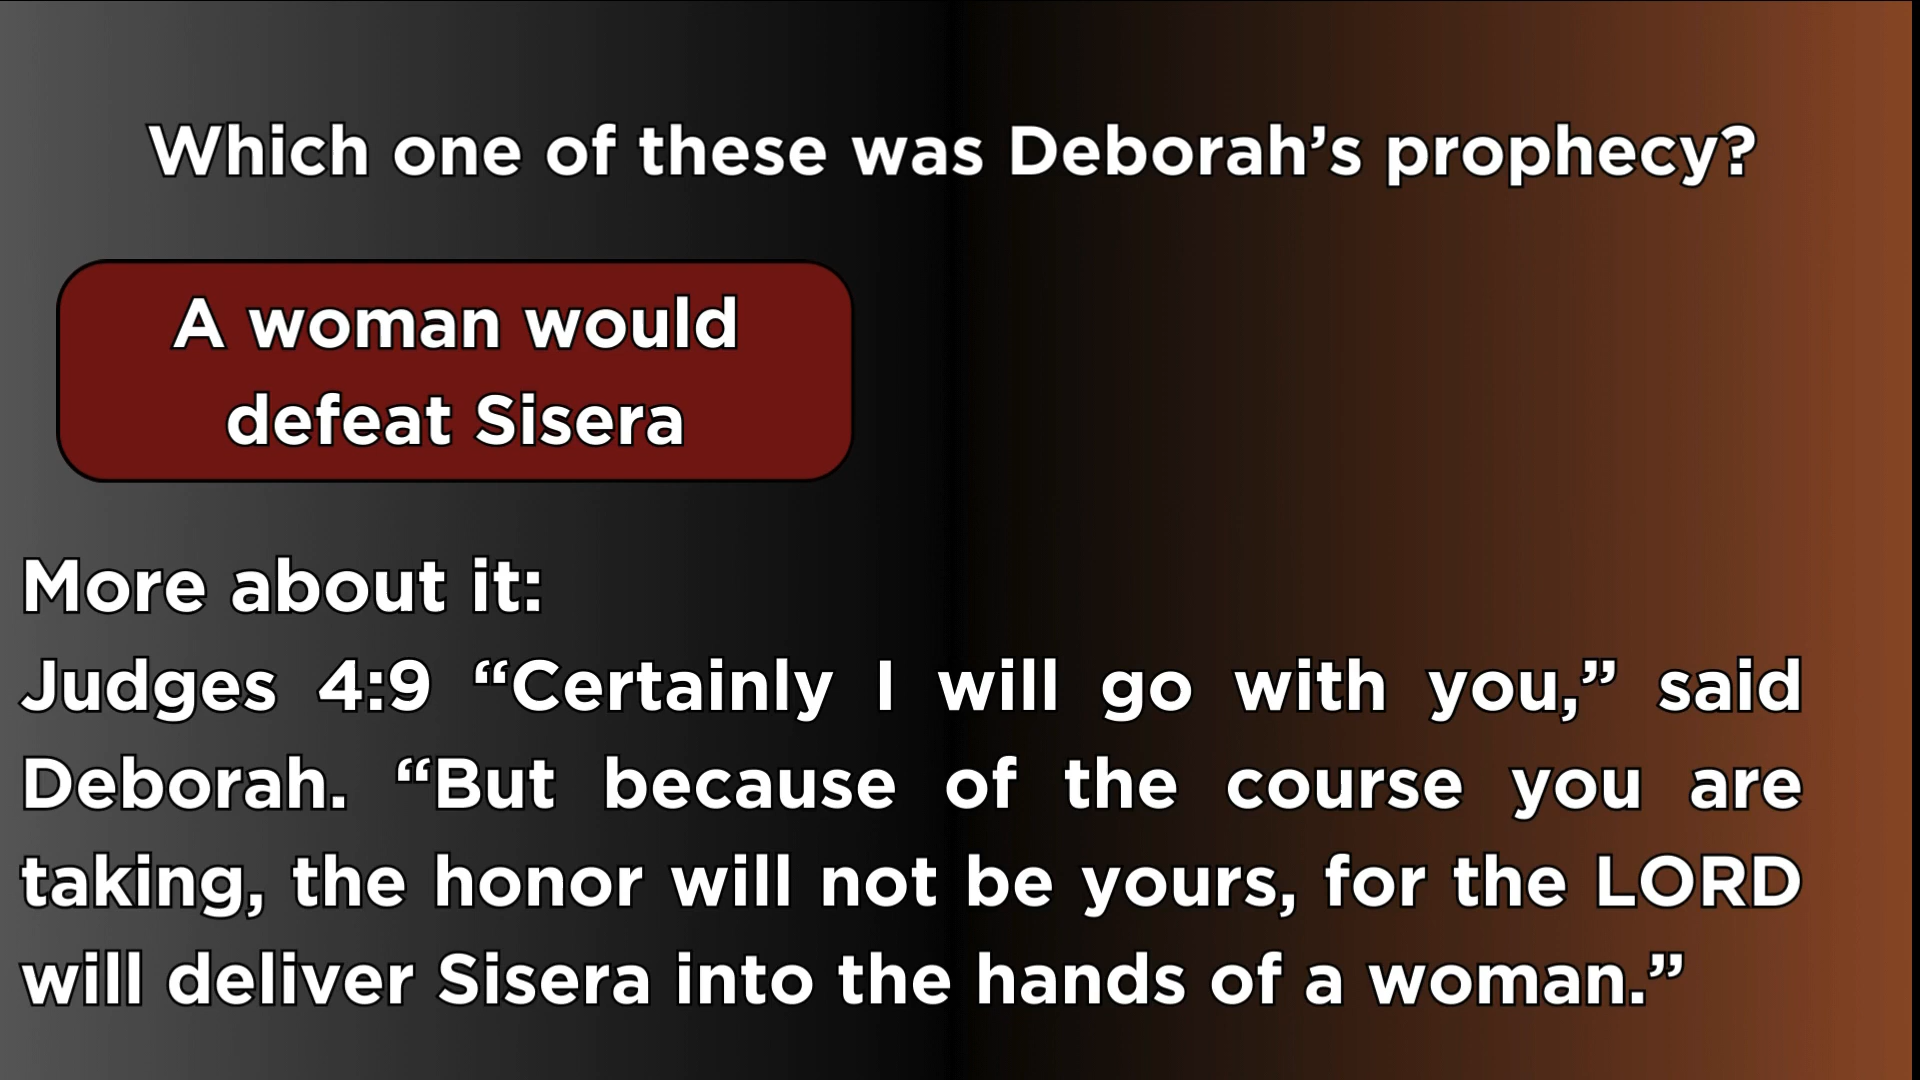 Which one of these was Deborah’s prophecy?
A woman would
defeat Sisera
More about it:
Judges 4:9 “Certainly I will go with you,” said
Deborah. “But because of the course you are
taking, the honor will not be yours, for the LORD
will deliver Sisera into the hands of a woman.”